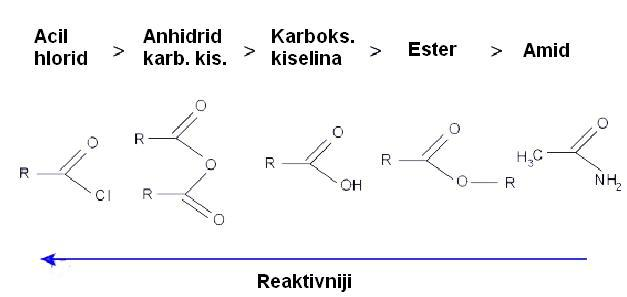 Acil hlorid > Anhidrid karb. kis. > Karboks. kiselina > Ester > Amid
R O Cl
R O O R O
R O OH
R O O R
H₃C O NH₂
Reaktivniji